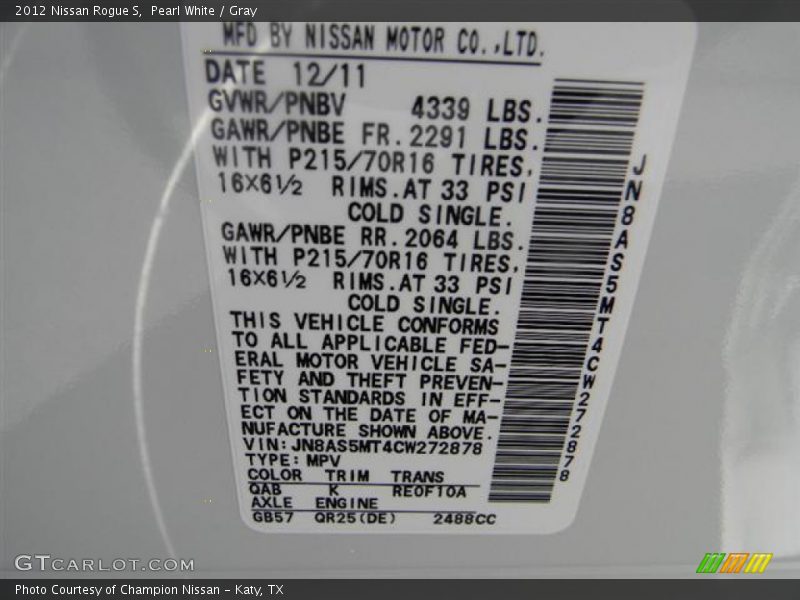 2012 Nissan Rogue S, Pearl White / Gray
MFD BY NISSAN MOTOR CO.,LTD.
DATE 12/11
GVWR/PNBV 4339 LBS.
GAWR/PNBE FR.2291 LBS.
WITH P215/70R16 TIRES,
16X6½ RIMS.AT 33 PSI
COLD SINGLE.
GAWR/PNBE RR.2064 LBS.
WITH P215/70R16 TIRES,
16X6½ RIMS.AT 33 PSI
COLD SINGLE.
THIS VEHICLE CONFORMS
TO ALL APPLICABLE FED-
ERAL MOTOR VEHICLE SA-
FETY AND THEFT PREVEN-
TION STANDARDS IN EFF-
ECT ON THE DATE OF MA-
NUFACTURE SHOWN ABOVE.
VIN:JN8AS5MT4CW272878
TYPE:MPV
COLOR TRIM TRANS
QAB K RE0F10A
AXLE ENGINE
GB57 QR25(DE) 2488CC
JN8AS5MT4CW272878
GTCARLOT.COM
Photo Courtesy of Champion Nissan - Katy, TX